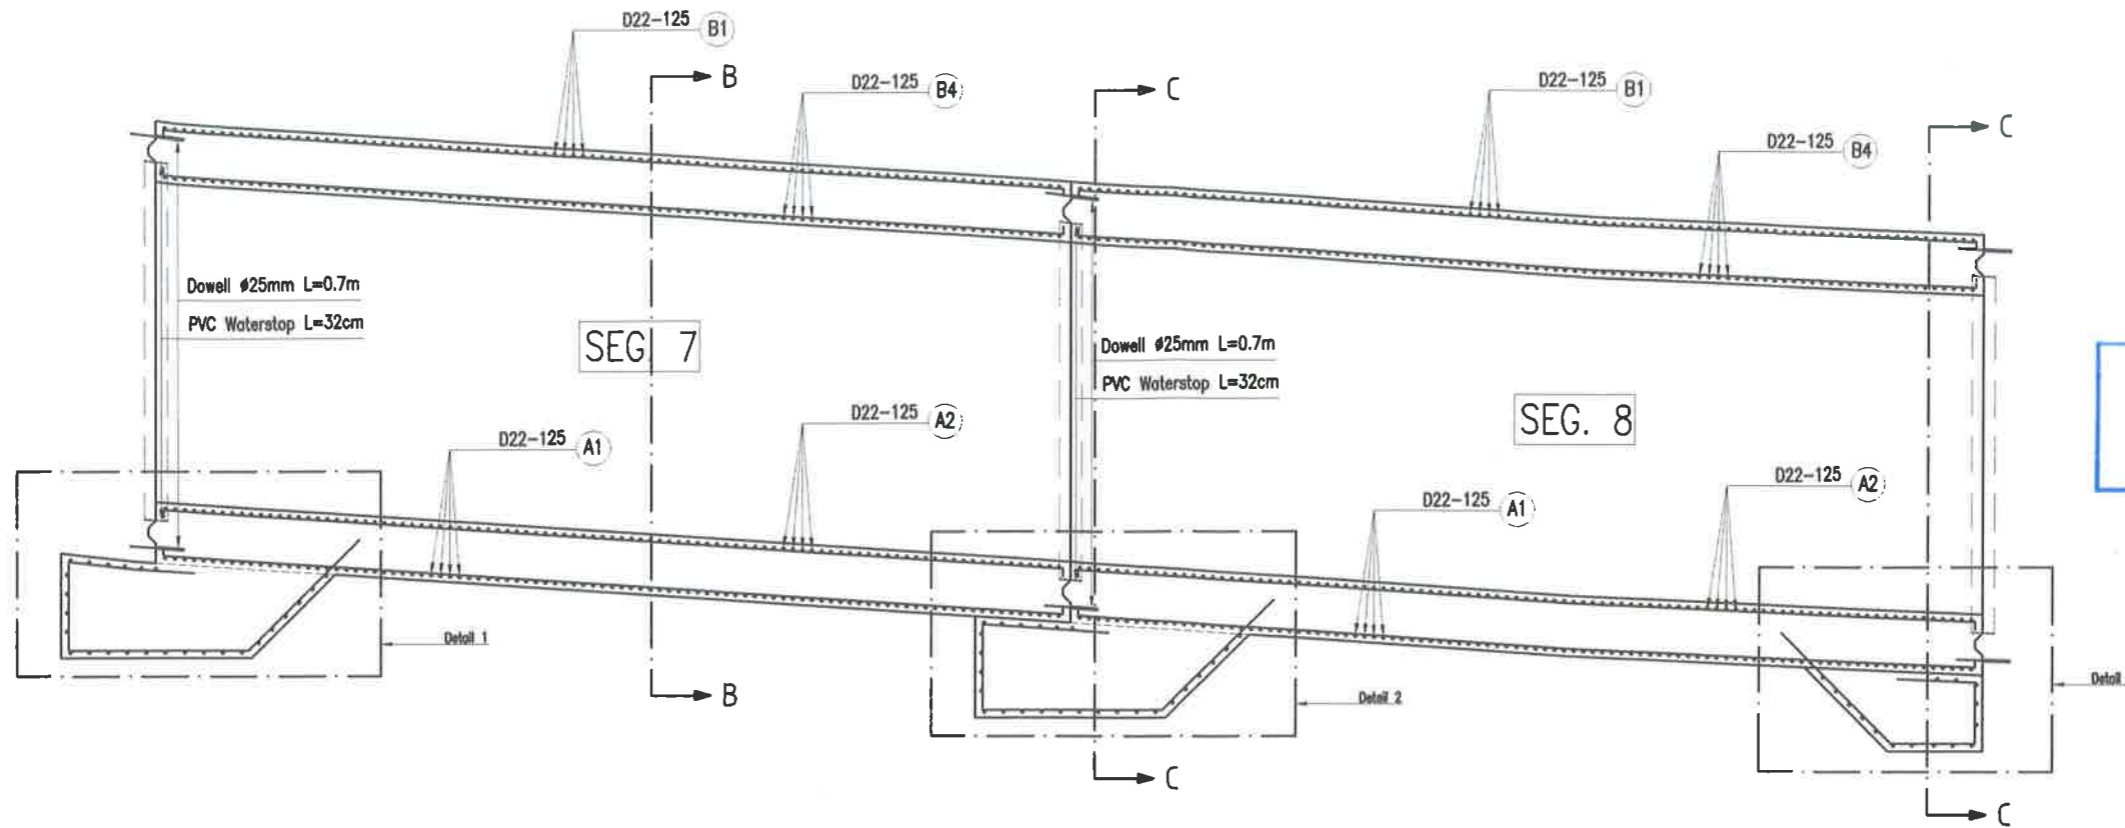 D22-125 B1
B
D22-125 B4
C
D22-125 B1
C
D22-125 B4
Dowell ø25mm L=0.7m
PVC Waterstop L=32cm
SEG. 7
Dowell ø25mm L=0.7m
PVC Waterstop L=32cm
SEG. 8
D22-125 A1
D22-125 A2
D22-125 A1
D22-125 A2
Detail 1
B
Detail 2
C
Detail
C